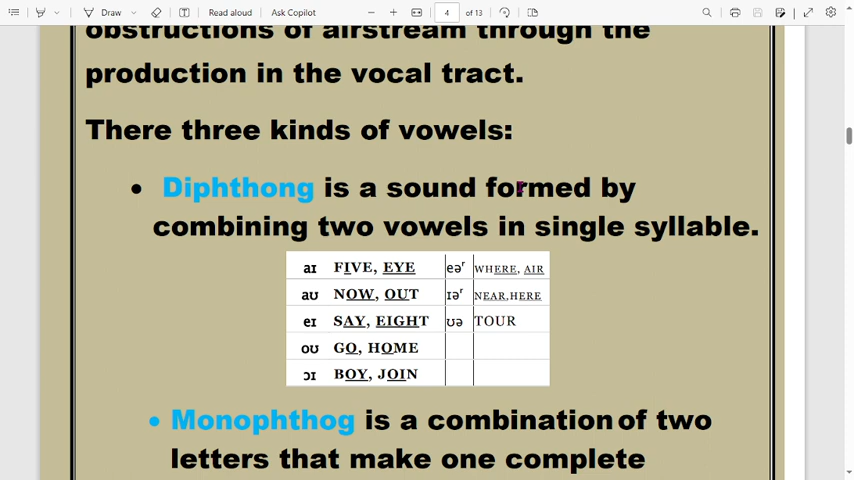 Draw
Read aloud
Ask Copilot
4 of 13
obstructions of airstream through the
production in the vocal tract.
There three kinds of vowels:
• Diphthong is a sound formed by
combining two vowels in single syllable.
aɪ FIVE, EYE eəʳ WHERE, AIR
aʊ NOW, OUT ɪəʳ NEAR,HERE
eɪ SAY, EIGHT ʊə TOUR
oʊ GO, HOME
ɔɪ BOY, JOIN
• Monophthog is a combination of two
letters that make one complete